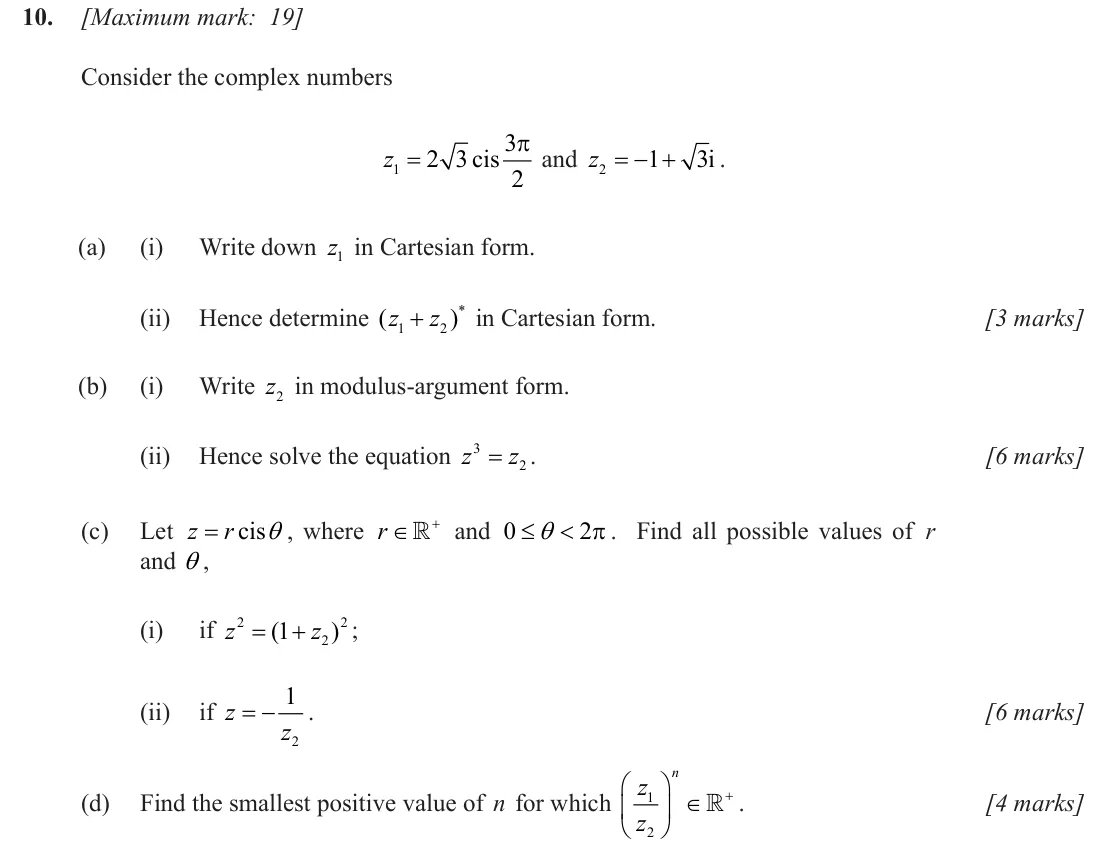 10. [Maximum mark: 19]
Consider the complex numbers
z₁ = 2√3 cis 3π/2 and z₂ = −1 + √3i .
(a) (i) Write down z₁ in Cartesian form.
(ii) Hence determine (z₁ + z₂)* in Cartesian form. [3 marks]
(b) (i) Write z₂ in modulus-argument form.
(ii) Hence solve the equation z³ = z₂ . [6 marks]
(c) Let z = r cis θ , where r ∈ ℝ⁺ and 0 ≤ θ < 2π . Find all possible values of r
and θ ,
(i) if z² = (1 + z₂)² ;
(ii) if z = −1/z₂ . [6 marks]
(d) Find the smallest positive value of n for which (z₁/z₂)ⁿ ∈ ℝ⁺ . [4 marks]